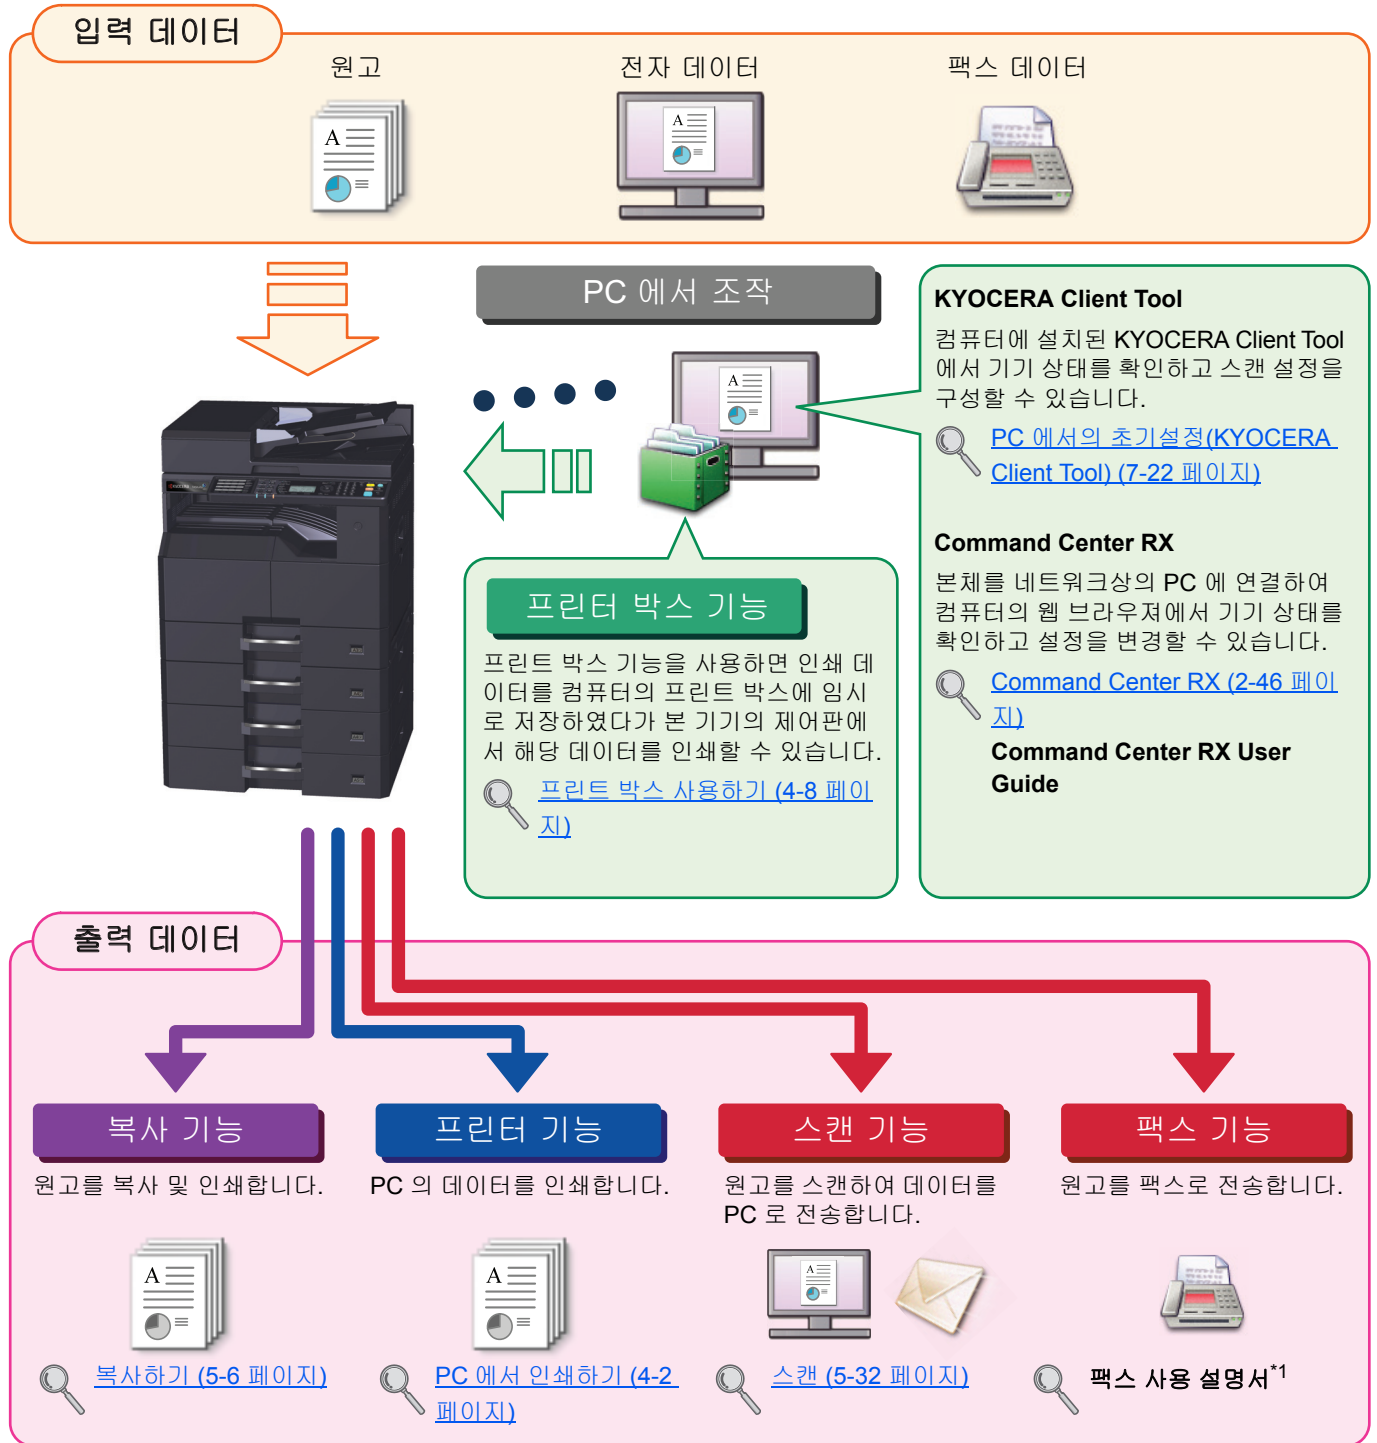 입력 데이터
원고
전자 데이터
팩스 데이터
PC 에서 조작
KYOCERA Client Tool
컴퓨터에 설치된 KYOCERA Client Tool
에서 기기 상태를 확인하고 스캔 설정을
구성할 수 있습니다.
PC 에서의 초기설정(KYOCERA
Client Tool) (7-22 페이지)
Command Center RX
본체를 네트워크상의 PC 에 연결하여
컴퓨터의 웹 브라우져에서 기기 상태를
확인하고 설정을 변경할 수 있습니다.
Command Center RX (2-46 페이
지)
Command Center RX User
Guide
프린터 박스 기능
프린트 박스 기능을 사용하면 인쇄 데
이터를 컴퓨터의 프린트 박스에 임시
로 저장하였다가 본 기기의 제어판에
서 해당 데이터를 인쇄할 수 있습니다.
프린트 박스 사용하기 (4-8 페이
지)
출력 데이터
복사 기능
원고를 복사 및 인쇄합니다.
복사하기 (5-6 페이지)
프린터 기능
PC 의 데이터를 인쇄합니다.
PC 에서 인쇄하기 (4-2
페이지)
스캔 기능
원고를 스캔하여 데이터를
PC 로 전송합니다.
스캔 (5-32 페이지)
팩스 기능
원고를 팩스로 전송합니다.
팩스 사용 설명서*1